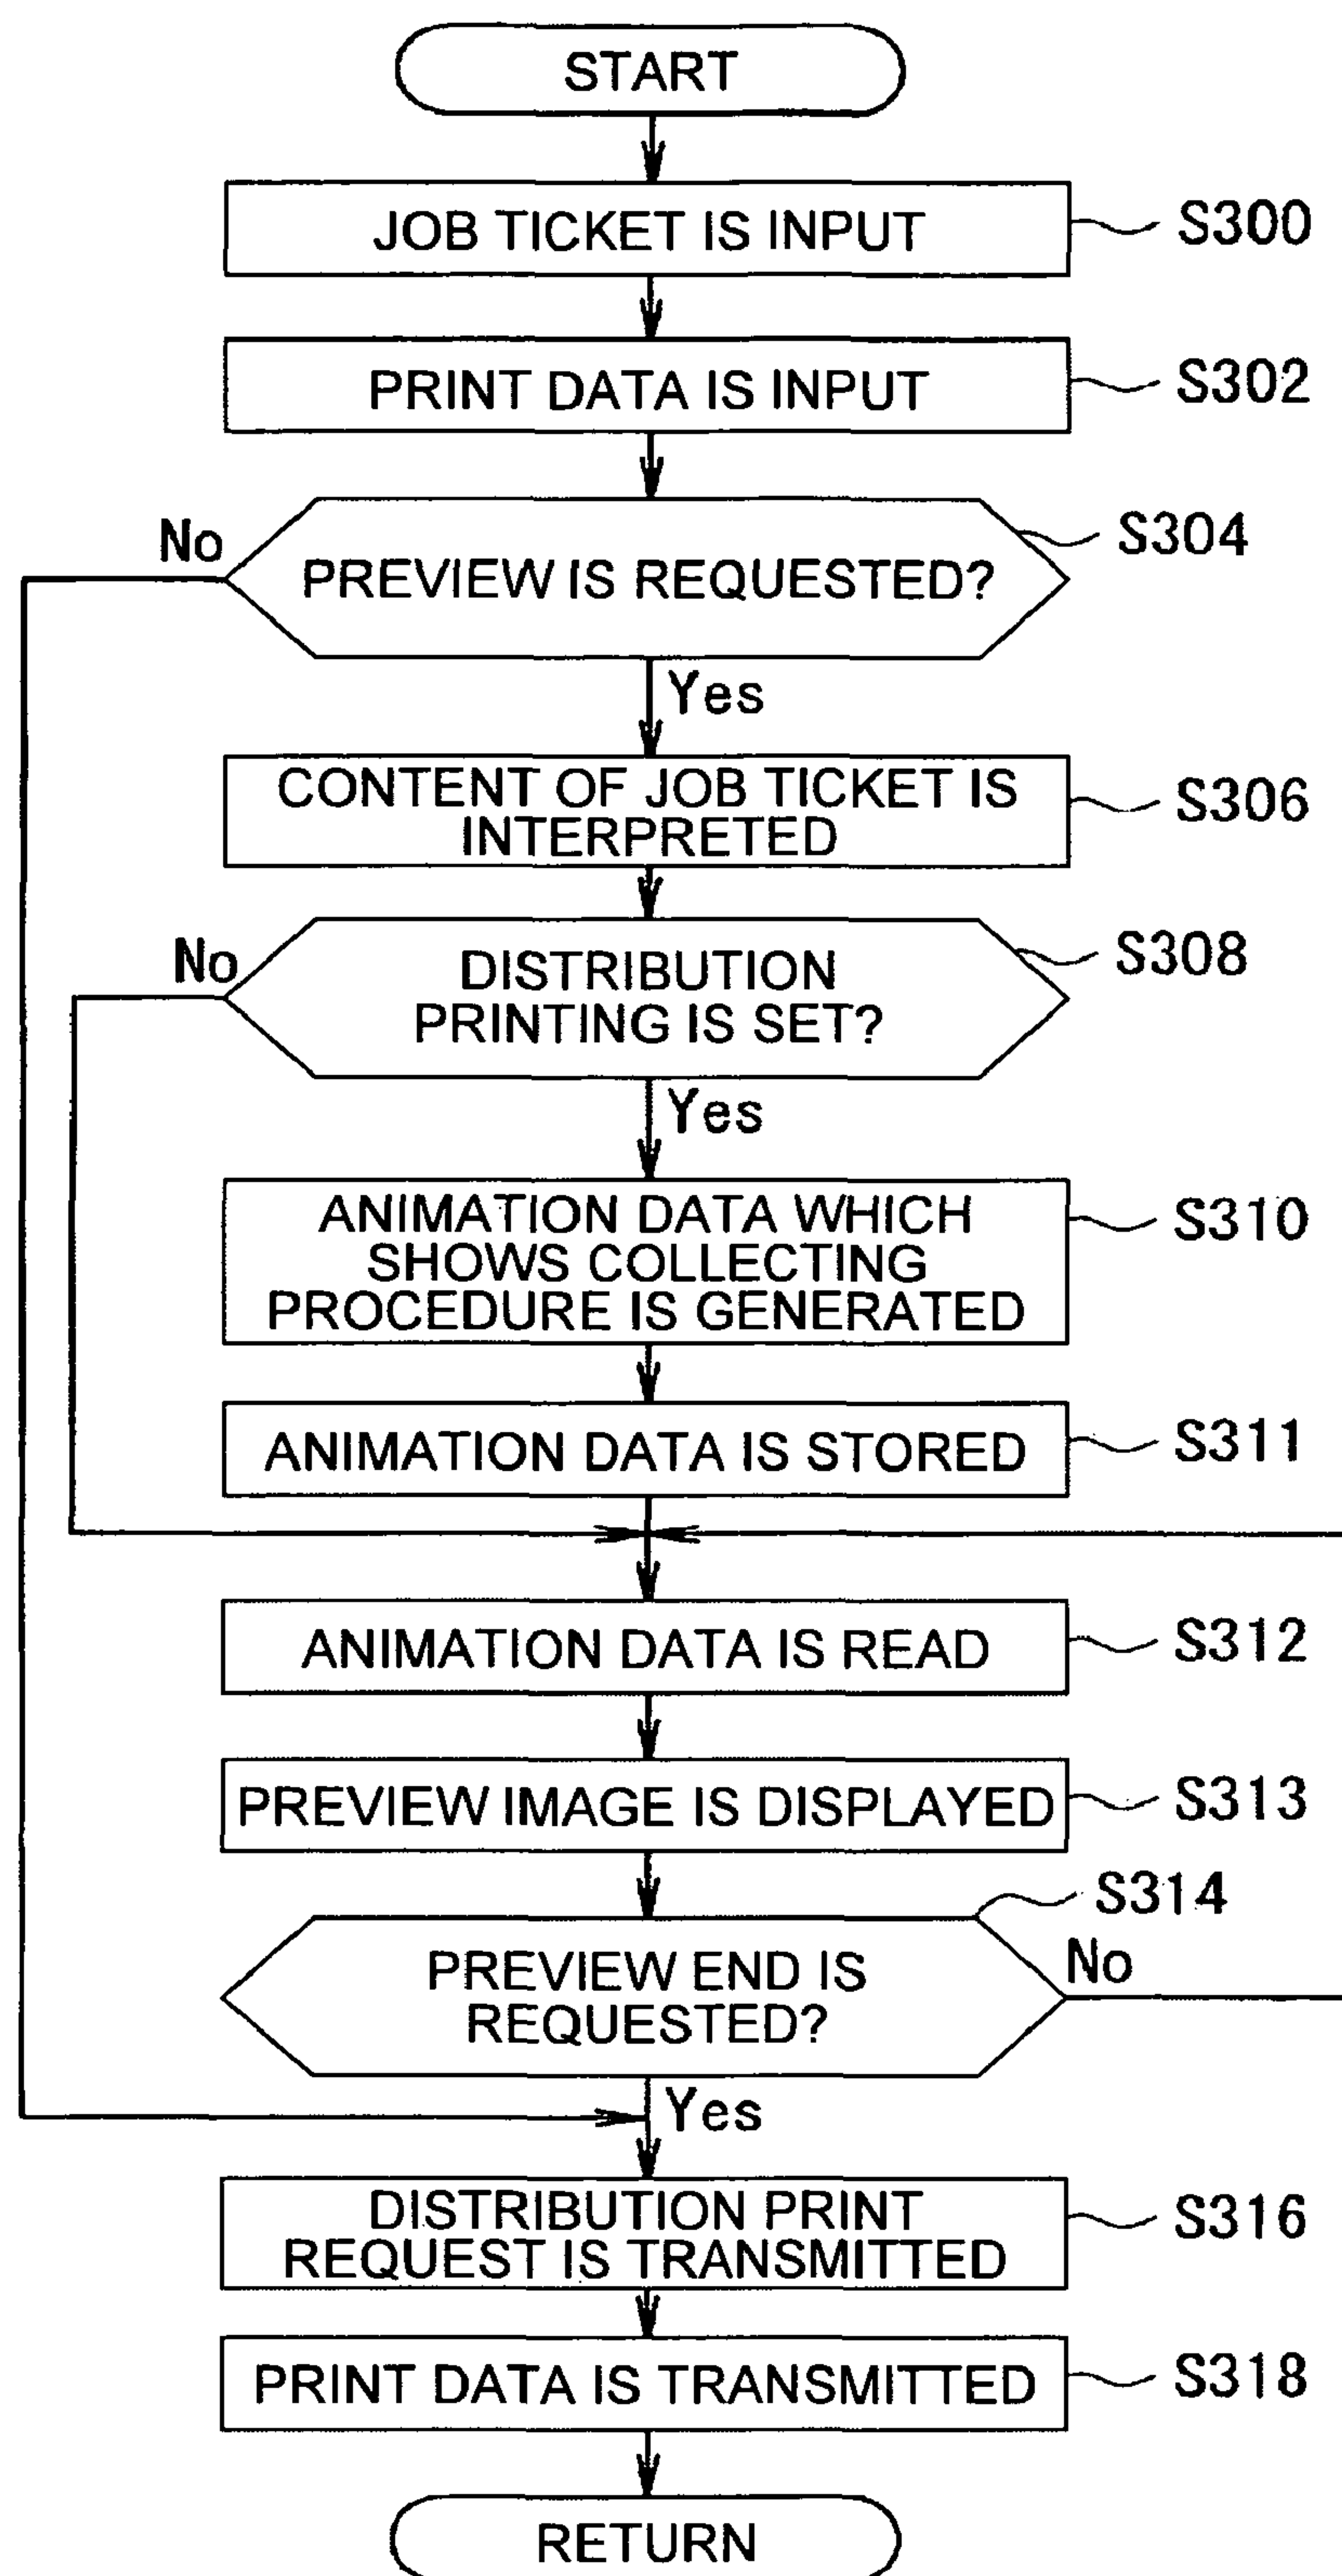 START
JOB TICKET IS INPUT
S300
PRINT DATA IS INPUT
S302
No
S304
PREVIEW IS REQUESTED?
Yes
CONTENT OF JOB TICKET IS
INTERPRETED
S306
No
S308
DISTRIBUTION
PRINTING IS SET?
Yes
ANIMATION DATA WHICH
SHOWS COLLECTING
PROCEDURE IS GENERATED
S310
ANIMATION DATA IS STORED
S311
ANIMATION DATA IS READ
S312
PREVIEW IMAGE IS DISPLAYED
S313
S314
PREVIEW END IS
REQUESTED?
No
Yes
DISTRIBUTION PRINT
REQUEST IS TRANSMITTED
S316
PRINT DATA IS TRANSMITTED
S318
RETURN